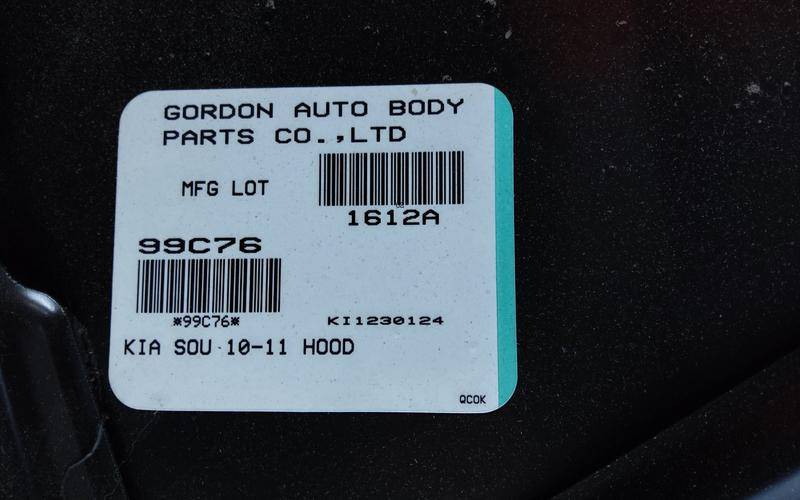 GORDON AUTO BODY
PARTS CO.,LTD
MFG LOT
1612A
99C76
*99C76*
KI1230124
KIA SOU 10-11 HOOD
QCOK